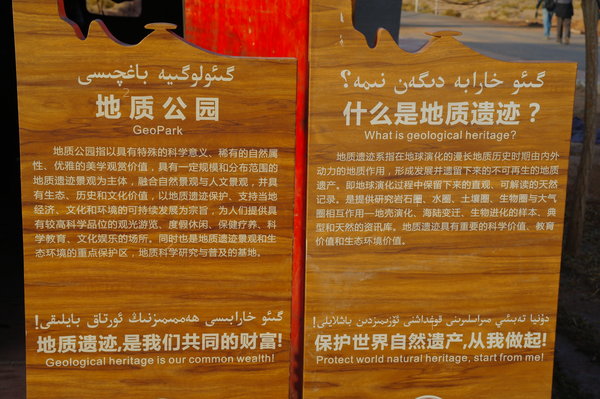 گېئولوگىيە باغچىسى
地质公园
GeoPark
地质公园指以具有特殊的科学意义、稀有的自然属
性、优雅的美学观赏价值，具有一定规模和分布范围的
地质遗迹景观为主体，融合自然景观与人文景观，并具
有生态、历史和文化价值，以地质遗迹保护，支持当地
经济、文化和环境的可持续发展为宗旨，为人们提供具
有较高科学品位的观光游览、度假休闲、保健疗养、科
学教育、文化娱乐的场所。同时也是地质遗迹景观和生
态环境的重点保护区，地质科学研究与普及的基地。
گېئو خارابىسى ھەممىمىزنىڭ ئورتاق بايلىقى!
地质遗迹,是我们共同的财富!
Geological heritage is our common wealth!
گېئو خارابە دېگەن نېمە؟
什么是地质遗迹？
What is geological heritage?
地质遗迹系指在地球演化的漫长地质历史时期由内外
动力的地质作用，形成发展并遗留下来的不可再生的地质
遗产。即地球演化过程中保留下来的直观、可解读的天然
记录。是提供研究岩石圈、水圈、土壤圈、生物圈与大气
圈相互作用—地壳演化、海陆变迁、生物进化的样本、典
型和天然的资讯库。地质遗迹具有重要的科学价值、教育
价值和生态环境价值。
دۇنيا تەبىئىي مىراسلىرىنى قوغداشنى ئۆزىمىزدىن باشلايلى!
保护世界自然遗产,从我做起!
Protect world natural heritage, start from me!